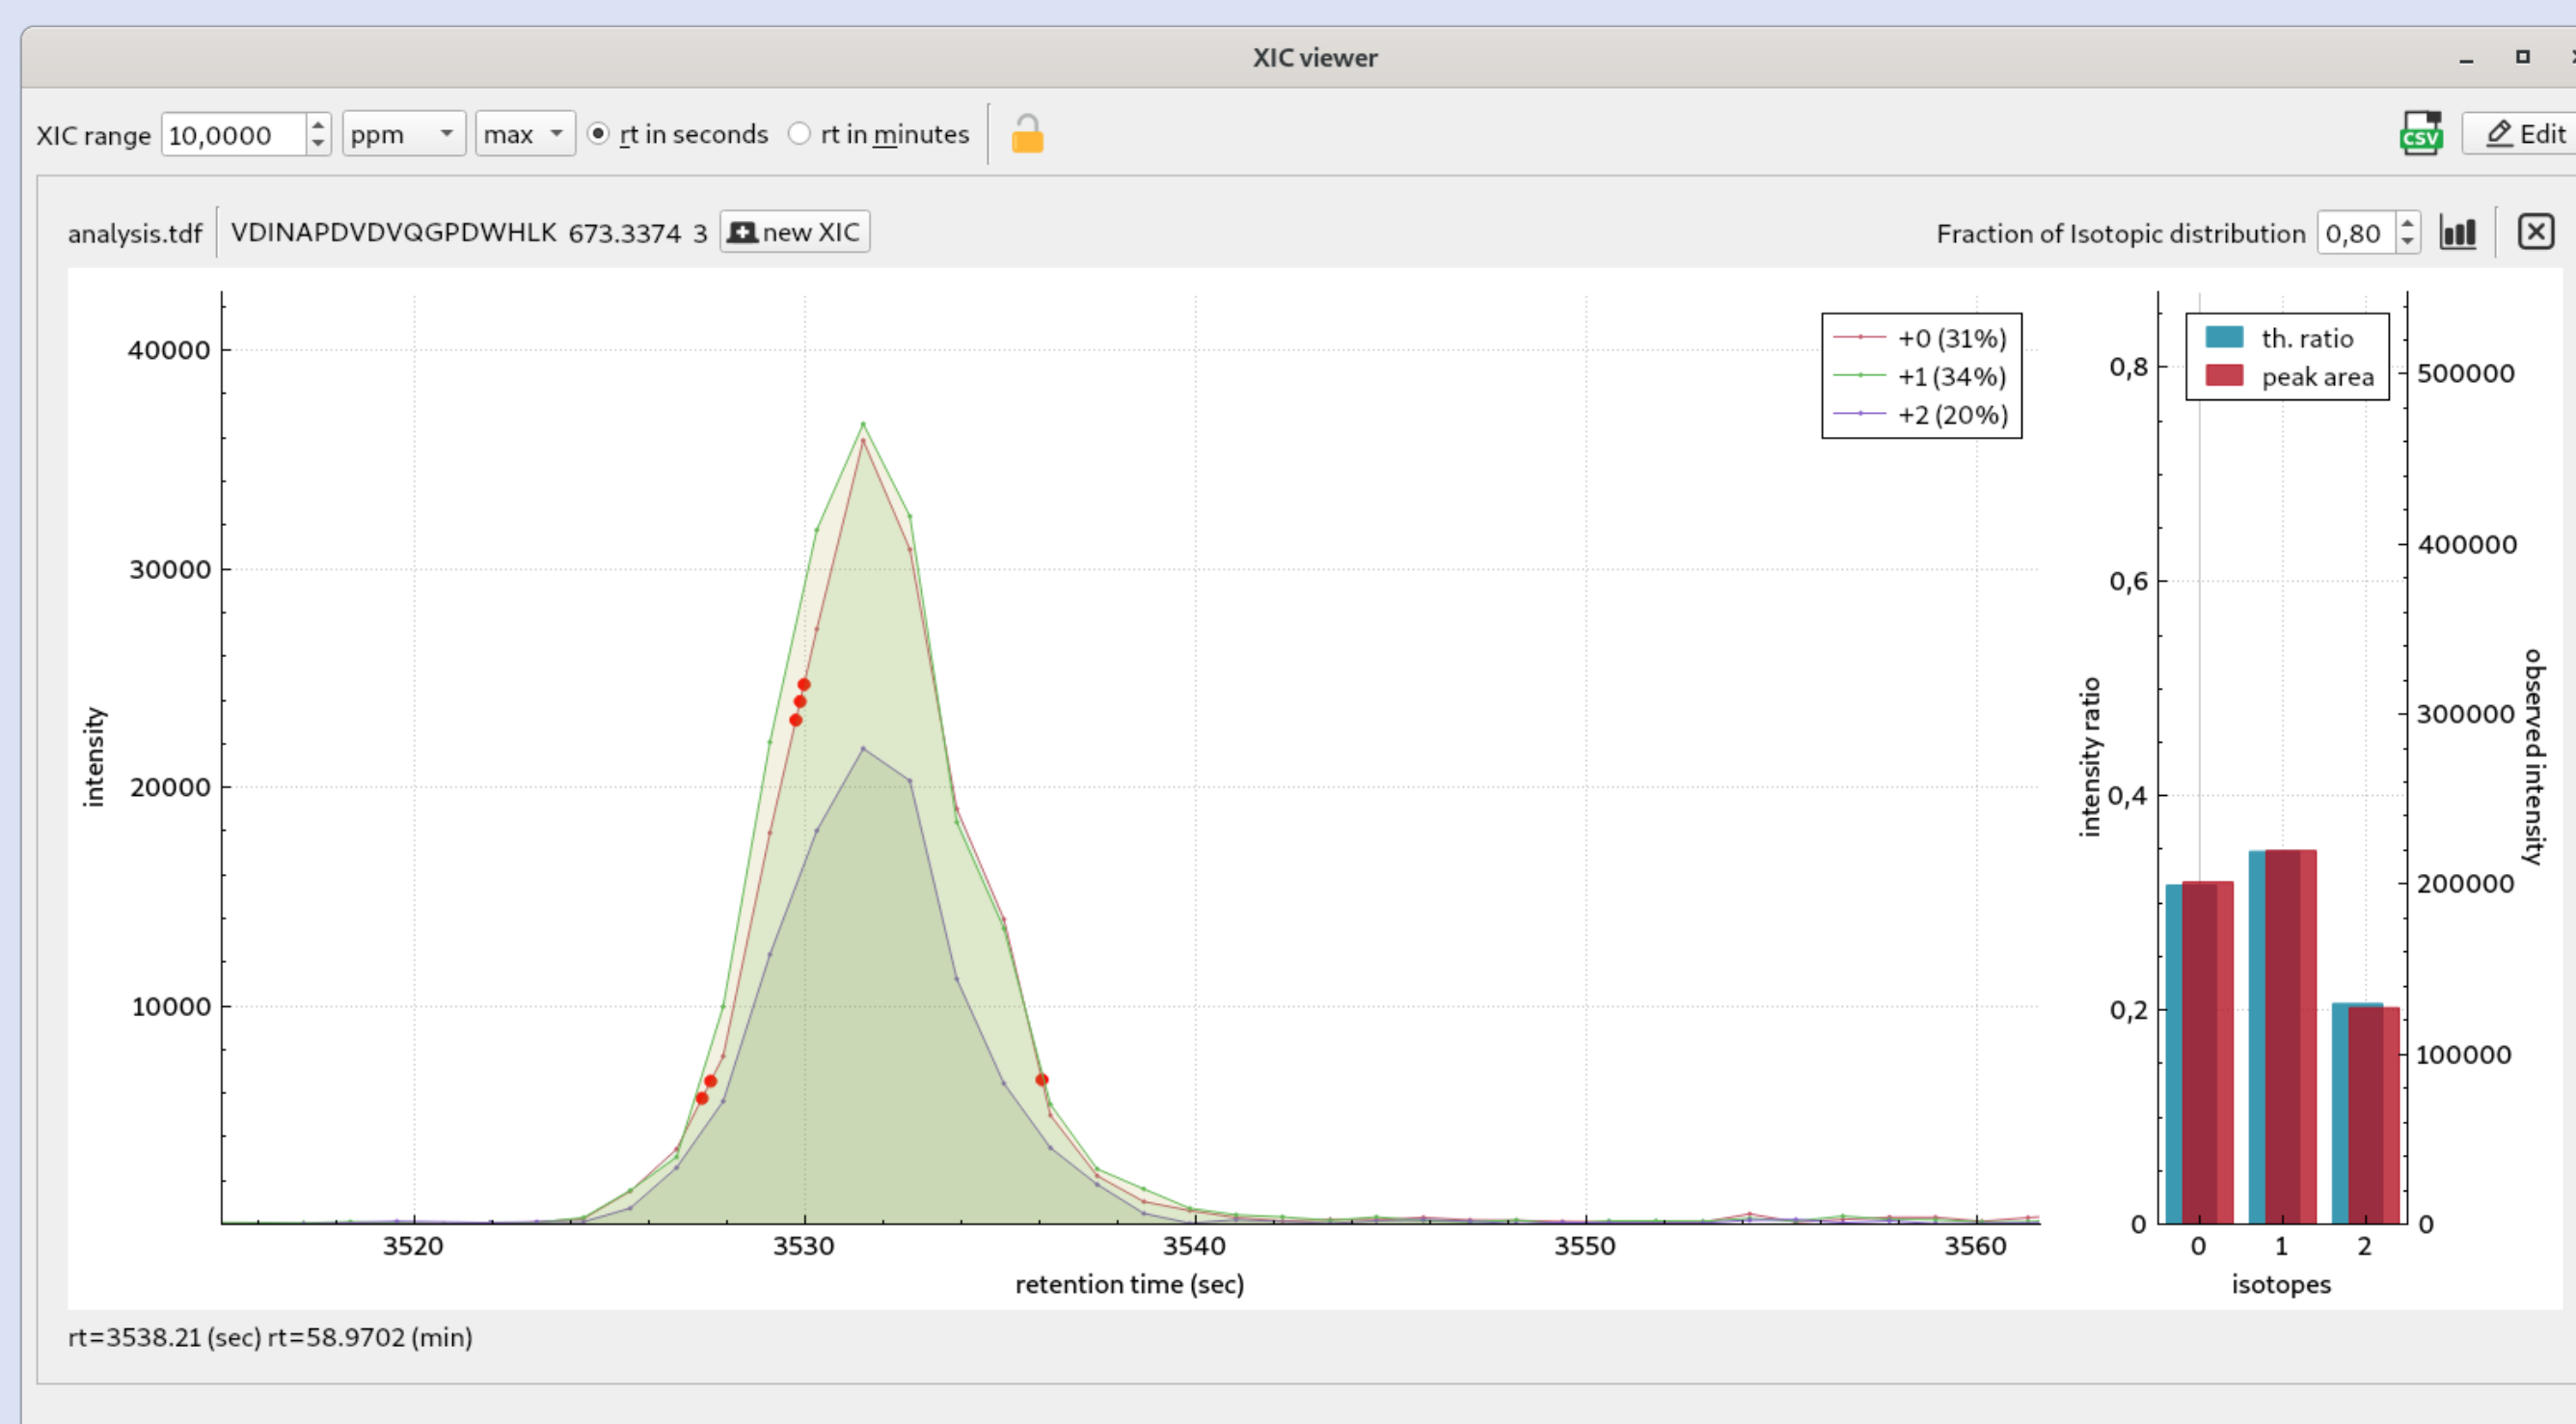 XIC viewer
XIC range 10,0000 ppm max rt in seconds rt in minutes CSV Edit
analysis.tdf VDINAPDVDVQGPDWHLK 673.3374 3 new XIC Fraction of Isotopic distribution 0,80
+0 (31%)
+1 (34%)
+2 (20%)
40000
30000
20000
10000
intensity
3520 3530 3540 3550 3560
retention time (sec)
th. ratio
peak area
0,8
0,6
0,4
0,2
0
intensity ratio
500000
400000
300000
200000
100000
0
observed intensity
0 1 2
isotopes
rt=3538.21 (sec) rt=58.9702 (min)